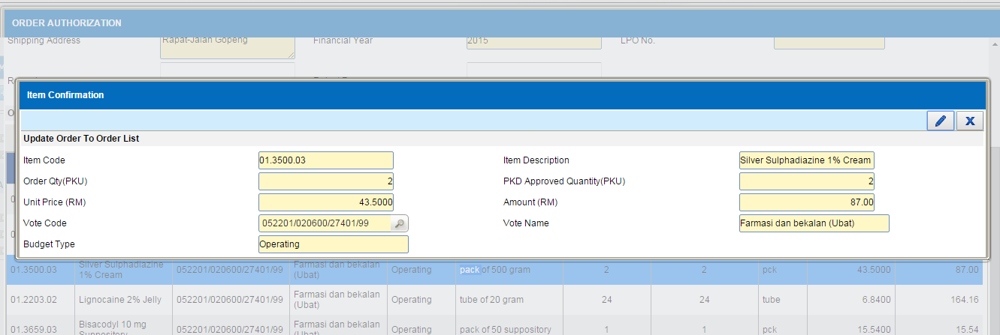 ORDER AUTHORIZATION
Shipping Address Rapat-Jalan Gopeng Financial Year 2015 LPO No.
Item Confirmation
Update Order To Order List
Item Code 01.3500.03 Item Description Silver Sulphadiazine 1% Cream
Order Qty(PKU) 2 PKD Approved Quantity(PKU) 2
Unit Price (RM) 43.5000 Amount (RM) 87.00
Vote Code 052201/020600/27401/99 Vote Name Farmasi dan bekalan (Ubat)
Budget Type Operating
01.3500.03 Silver Sulphadiazine 1% Cream 052201/020600/27401/99 Farmasi dan bekalan (Ubat) Operating pack of 500 gram 2 2 pck 43.5000 87.00
01.2203.02 Lignocaine 2% Jelly 052201/020600/27401/99 Farmasi dan bekalan (Ubat) Operating tube of 20 gram 24 24 tube 6.8400 164.16
01.3659.03 Bisacodyl 10 mg Suppository 052201/020600/27401/99 Farmasi dan bekalan (Ubat) Operating pack of 50 suppository 1 1 pck 15.5400 15.54